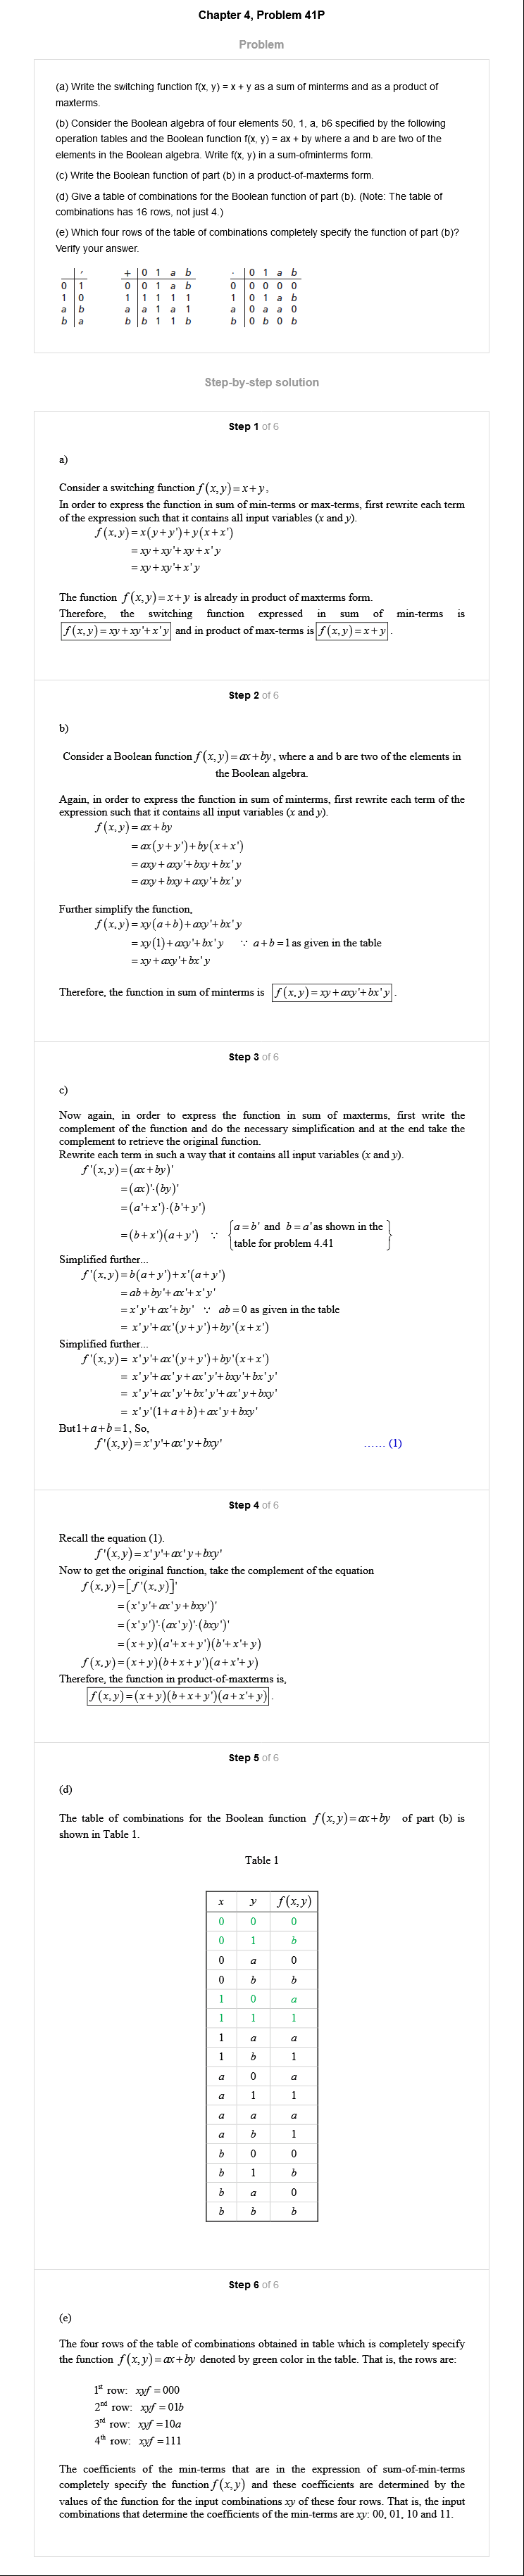 Chapter 4, Problem 41P
Problem
(a) Write the switching function f(x, y) = x + y as a sum of minterms and as a product of
maxterms.
(b) Consider the Boolean algebra of four elements 50, 1, a, b6 specified by the following
operation tables and the Boolean function f(x, y) = ax + by where a and b are two of the
elements in the Boolean algebra. Write f(x, y) in a sum-ofminterms form.
(c) Write the Boolean function of part (b) in a product-of-maxterms form.
(d) Give a table of combinations for the Boolean function of part (b). (Note: The table of
combinations has 16 rows, not just 4.)
(e) Which four rows of the table of combinations completely specify the function of part (b)?
Verify your answer.
' + 0 1 a b · 0 1 a b
0 1 0 0 1 a b 0 0 0 0 0
1 0 1 1 1 1 1 1 0 1 a b
a b a a 1 a 1 a 0 a a 0
b a b b 1 1 b b 0 b 0 b
Step-by-step solution
Step 1 of 6
a)
Consider a switching function f(x,y)=x+y,
In order to express the function in sum of min-terms or max-terms, first rewrite each term
of the expression such that it contains all input variables (x and y).
f(x,y)=x(y+y')+y(x+x')
=xy+xy'+xy+x'y
=xy+xy'+x'y
The function f(x,y)=x+y is already in product of maxterms form.
Therefore, the switching function expressed in sum of min-terms is
f(x,y)=xy+xy'+x'y and in product of max-terms is f(x,y)=x+y.
Step 2 of 6
b)
Consider a Boolean function f(x,y)=ax+by, where a and b are two of the elements in
the Boolean algebra.
Again, in order to express the function in sum of minterms, first rewrite each term of the
expression such that it contains all input variables (x and y).
f(x,y)=ax+by
=ax(y+y')+by(x+x')
=axy+axy'+bxy+bx'y
=axy+bxy+axy'+bx'y
Further simplify the function,
f(x,y)=xy(a+b)+axy'+bx'y
=xy(1)+axy'+bx'y ∵ a+b=1 as given in the table
=xy+axy'+bx'y
Therefore, the function in sum of minterms is f(x,y)=xy+axy'+bx'y.
Step 3 of 6
c)
Now again, in order to express the function in sum of maxterms, first write the
complement of the function and do the necessary simplification and at the end take the
complement to retrieve the original function.
Rewrite each term in such a way that it contains all input variables (x and y).
f'(x,y)=(ax+by)'
=(ax)'·(by)'
=(a'+x')·(b'+y')
=(b+x')(a+y') ∵ {a=b' and b=a' as shown in the
table for problem 4.41}
Simplified further...
f'(x,y)=b(a+y')+x'(a+y')
=ab+by'+ax'+x'y'
=x'y'+ax'+by' ∵ ab=0 as given in the table
= x'y'+ax'(y+y')+by'(x+x')
Simplified further...
f'(x,y)= x'y'+ax'(y+y')+by'(x+x')
= x'y'+ax'y+ax'y'+bxy'+bx'y'
= x'y'+ax'y'+bx'y'+ax'y+bxy'
= x'y'(1+a+b)+ax'y+bxy'
But 1+a+b=1, So,
f'(x,y)=x'y'+ax'y+bxy' ...... (1)
Step 4 of 6
Recall the equation (1).
f'(x,y)=x'y'+ax'y+bxy'
Now to get the original function, take the complement of the equation
f(x,y)=[f'(x,y)]'
=(x'y'+ax'y+bxy')'
=(x'y')'·(ax'y)'·(bxy')'
=(x+y)(a'+x+y')(b'+x'+y)
f(x,y)=(x+y)(b+x+y')(a+x'+y)
Therefore, the function in product-of-maxterms is,
f(x,y)=(x+y)(b+x+y')(a+x'+y).
Step 5 of 6
(d)
The table of combinations for the Boolean function f(x,y)=ax+by of part (b) is
shown in Table 1.
Table 1
x y f(x,y)
0 0 0
0 1 b
0 a 0
0 b b
1 0 a
1 1 1
1 a a
1 b 1
a 0 a
a 1 1
a a a
a b 1
b 0 0
b 1 b
b a 0
b b b
Step 6 of 6
(e)
The four rows of the table of combinations obtained in table which is completely specify
the function f(x,y)=ax+by denoted by green color in the table. That is, the rows are:
1st row: xyf=000
2nd row: xyf=01b
3rd row: xyf=10a
4th row: xyf=111
The coefficients of the min-terms that are in the expression of sum-of-min-terms
completely specify the function f(x,y) and these coefficients are determined by the
values of the function for the input combinations xy of these four rows. That is, the input
combinations that determine the coefficients of the min-terms are xy: 00, 01, 10 and 11.